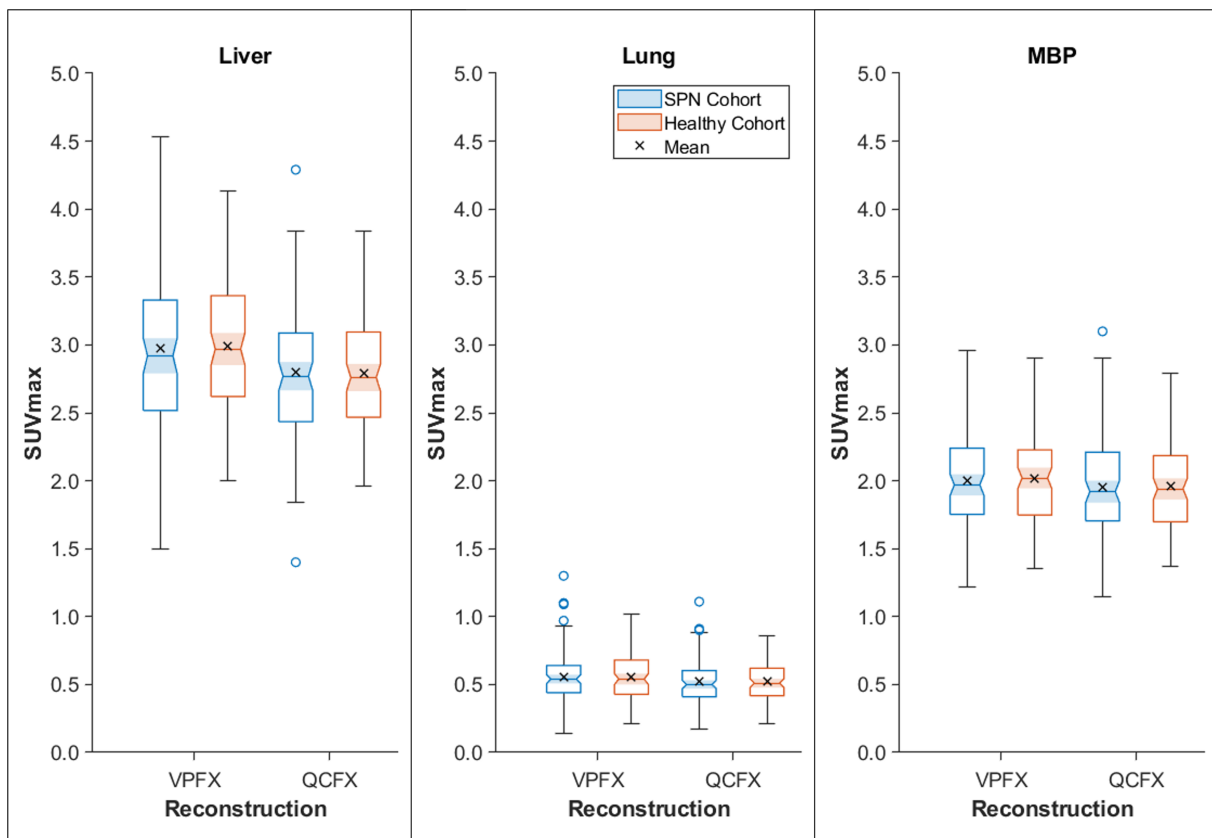 Liver
5.0
4.5
4.0
3.5
3.0
2.5
2.0
1.5
1.0
0.5
0.0
SUVmax
VPFX QCFX
Reconstruction
Lung
SPN Cohort
Healthy Cohort
Mean
5.0
4.5
4.0
3.5
3.0
2.5
2.0
1.5
1.0
0.5
0.0
SUVmax
VPFX QCFX
Reconstruction
MBP
5.0
4.5
4.0
3.5
3.0
2.5
2.0
1.5
1.0
0.5
0.0
SUVmax
VPFX QCFX
Reconstruction